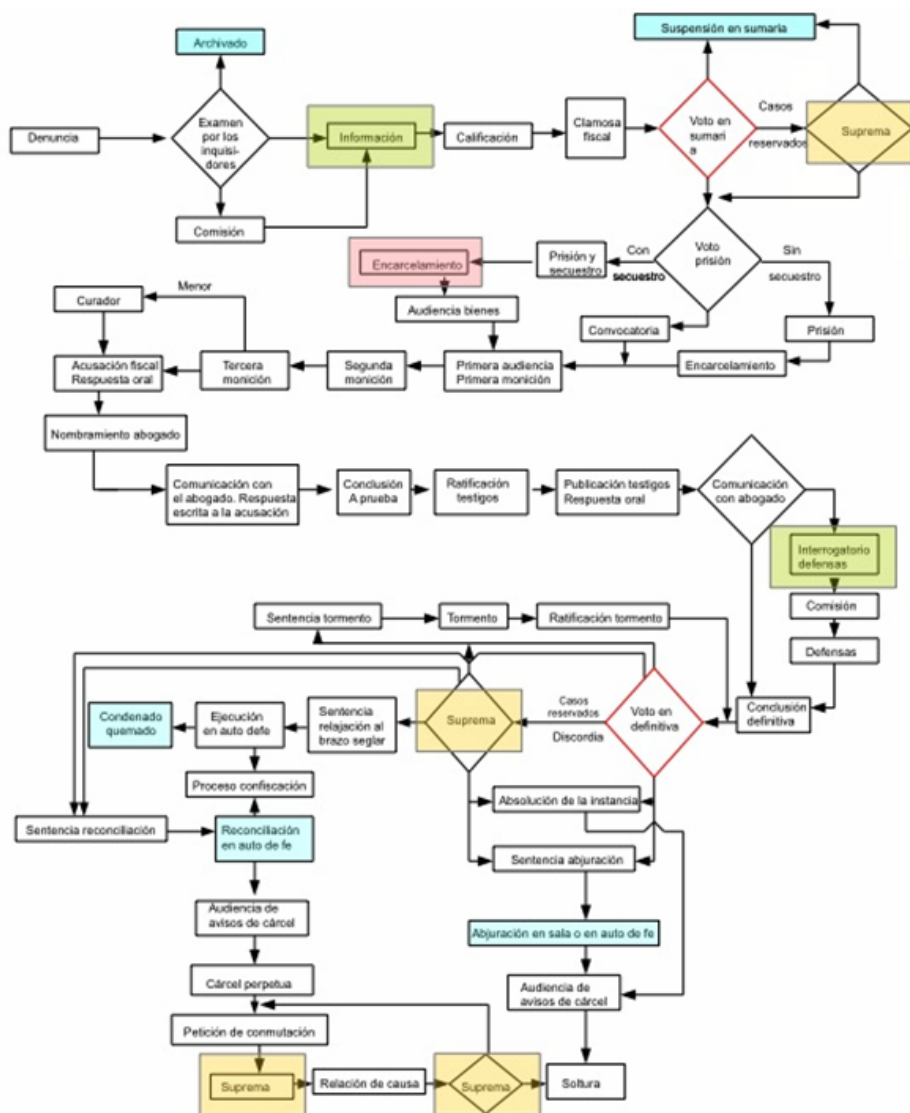 Archivado
Suspensión en sumaria
Denuncia
Examen
por los
inquisi-
dores
Información
Calificación
Clamosa
fiscal
Voto en
sumari
a
Casos
reservados
Suprema
Comisión
Encarcelamiento
Prisión y
secuestro
Con
secuestro
Voto
prisión
Sin
secuestro
Audiencia bienes
Convocatoria
Prisión
Curador
Menor
Acusación fiscal
Respuesta oral
Tercera
monición
Segunda
monición
Primera audiencia
Primera monición
Encarcelamiento
Nombramiento abogado
Comunicación con
el abogado. Respuesta
escrita a la acusación
Conclusión
A prueba
Ratificación
testigos
Publicación testigos
Respuesta oral
Comunicación
con abogado
Interrogatorio
defensas
Comisión
Defensas
Sentencia tormento
Tormento
Ratificación tormento
Condenado
quemado
Ejecución
en auto defe
Sentencia
relajación al
brazo seglar
Suprema
Casos
reservados
Discordia
Voto en
definitiva
Conclusión
definitiva
Proceso confiscación
Absolución de la instancia
Sentencia reconciliación
Reconciliación
en auto de fe
Sentencia abjuración
Audiencia de
avisos de cárcel
Abjuración en sala o en auto de fe
Cárcel perpetua
Audiencia de
avisos de cárcel
Petición de conmutación
Suprema
Relación de causa
Suprema
Soltura